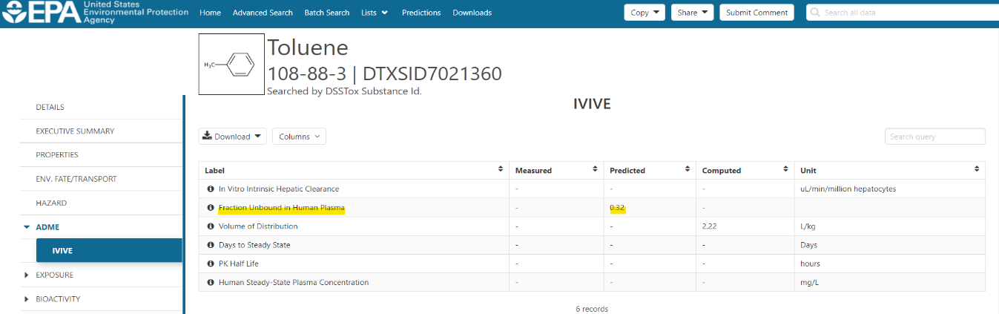 EPA United States Environmental Protection Agency
Home Advanced Search Batch Search Lists Predictions Downloads Copy Share Submit Comment Search all data
H₃C
Toluene
108-88-3 | DTXSID7021360
Searched by DSSTox Substance Id.
IVIVE
DETAILS
EXECUTIVE SUMMARY
PROPERTIES
ENV. FATE/TRANSPORT
HAZARD
ADME
IVIVE
EXPOSURE
BIOACTIVITY
Download Columns Search query
Label Measured Predicted Computed Unit
In Vitro Intrinsic Hepatic Clearance - - - uL/min/million hepatocytes
Fraction Unbound in Human Plasma - 0.32 -
Volume of Distribution - - 2.22 L/kg
Days to Steady State - - - Days
PK Half Life - - - hours
Human Steady-State Plasma Concentration - - - mg/L
6 records